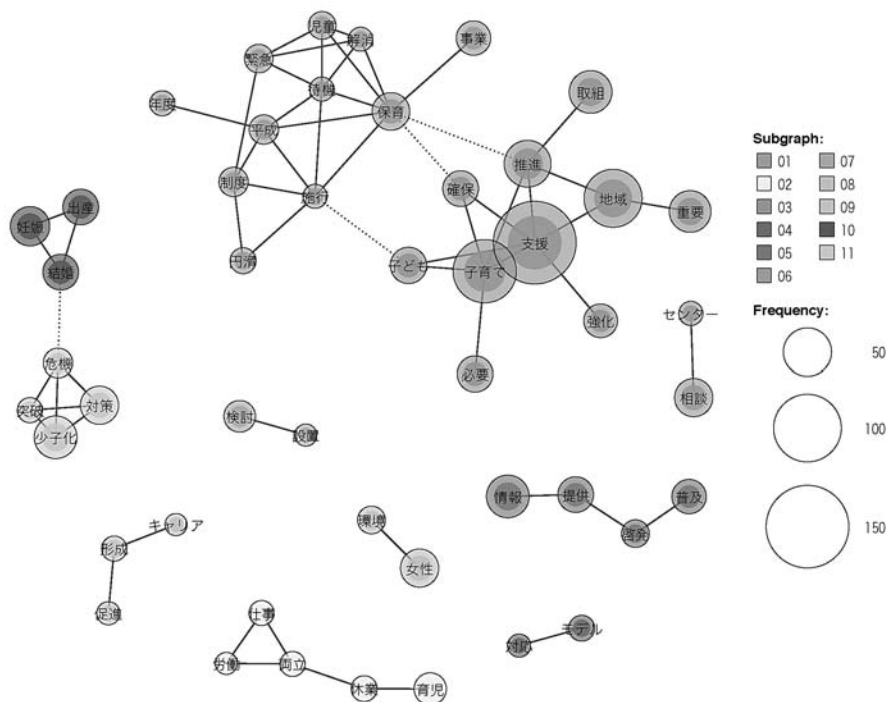 児童
解消
緊急
事業
待機
年度
保育
取組
平成
推進
制度
施行
確保
地域
重要
出産
妊娠
支援
結婚
円滑
子ども
子育て
センター
強化
危機
必要
突破
対策
相談
少子化
検討
設置
情報
提供
普及
キャリア
環境
啓発
形成
女性
促進
仕事
モデル
対応
労働
両立
休業
育児
Subgraph:
01
07
02
08
03
09
04
10
05
11
06
Frequency:
50
100
150